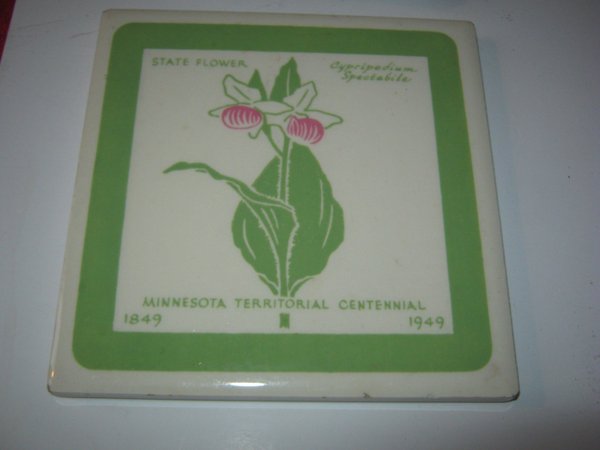 STATE FLOWER
Cypripedium
Spectabile
MINNESOTA TERRITORIAL CENTENNIAL
1849 1949